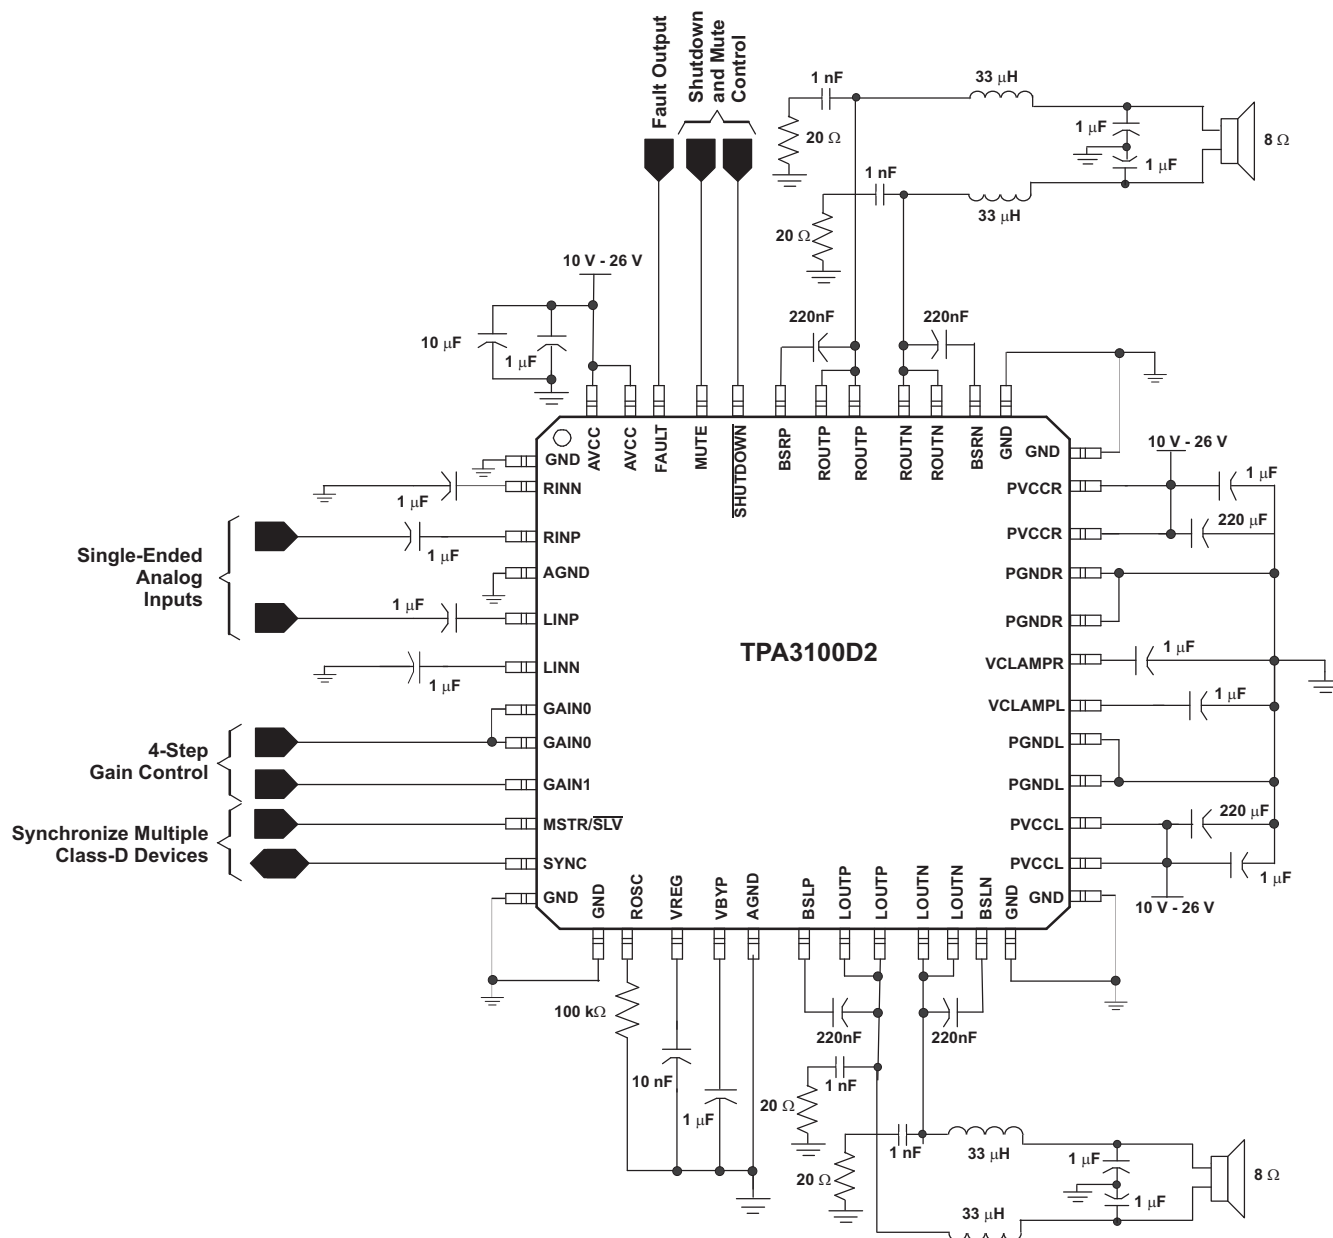 Fault Output
Shutdown
and Mute
Control
1 nF
33 μH
20 Ω
1 μF
1 μF
8 Ω
1 nF
33 μH
20 Ω
10 V - 26 V
10 μF
1 μF
220nF
220nF
AVCC
AVCC
FAULT
MUTE
SHUTDOWN
BSRP
ROUTP
ROUTP
ROUTN
ROUTN
BSRN
GND
GND
RINN
RINP
AGND
LINP
LINN
GAIN0
GAIN0
GAIN1
MSTR/SLV
SYNC
GND
1 μF
1 μF
1 μF
1 μF
Single-Ended
Analog
Inputs
4-Step
Gain Control
Synchronize Multiple
Class-D Devices
TPA3100D2
GND
PVCCR
PVCCR
PGNDR
PGNDR
VCLAMPR
VCLAMPL
PGNDL
PGNDL
PVCCL
PVCCL
GND
10 V - 26 V
1 μF
220 μF
1 μF
1 μF
220 μF
1 μF
10 V - 26 V
GND
ROSC
VREG
VBYP
AGND
BSLP
LOUTP
LOUTP
LOUTN
LOUTN
BSLN
GND
100 kΩ
10 nF
1 μF
220nF
220nF
1 nF
20 Ω
1 nF
33 μH
20 Ω
1 μF
1 μF
8 Ω
33 μH